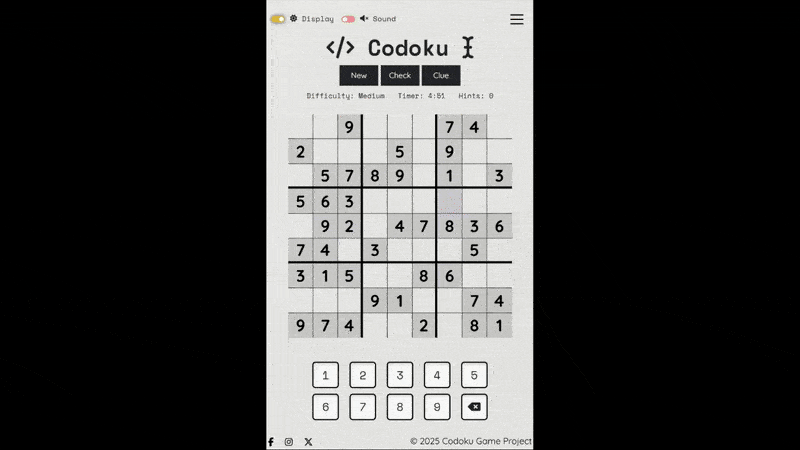 Display Sound
</> Codoku
New Check Clue
Difficulty: Medium Timer: 4:51 Hints: 0
9 7 4
2 5 9
5 7 8 9 1 3
5 6 3
9 2 4 7 8 3 6
7 4 3 5
3 1 5 8 6
9 1 7 4
9 7 4 2 8 1
1 2 3 4 5
6 7 8 9
© 2025 Codoku Game Project